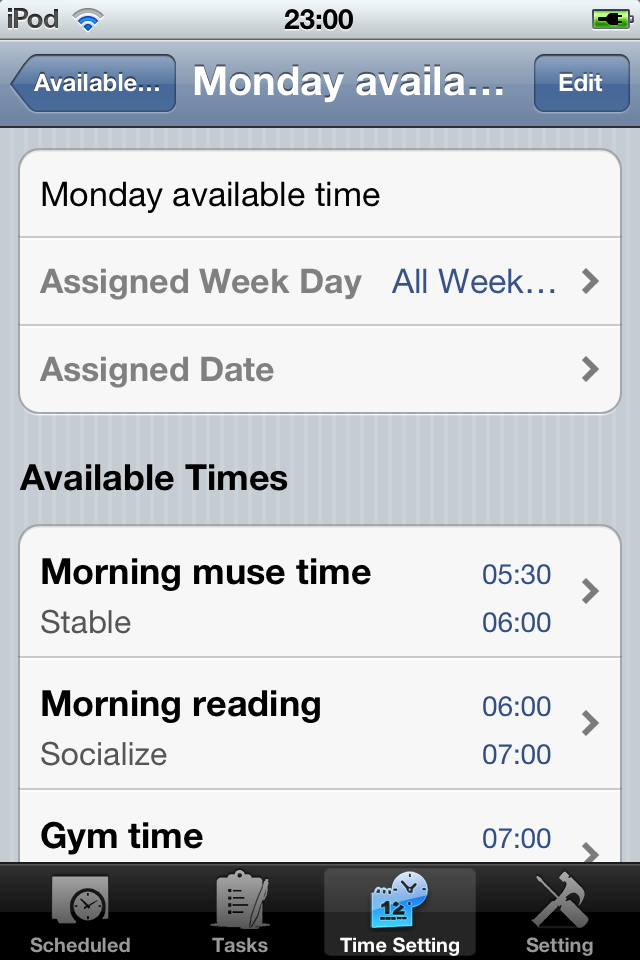 iPod 23:00
Available... Monday availa... Edit
Monday available time
Assigned Week Day All Week...
Assigned Date
Available Times
Morning muse time 05:30
Stable 06:00
Morning reading 06:00
Socialize 07:00
Gym time 07:00
12
Scheduled Tasks Time Setting Setting